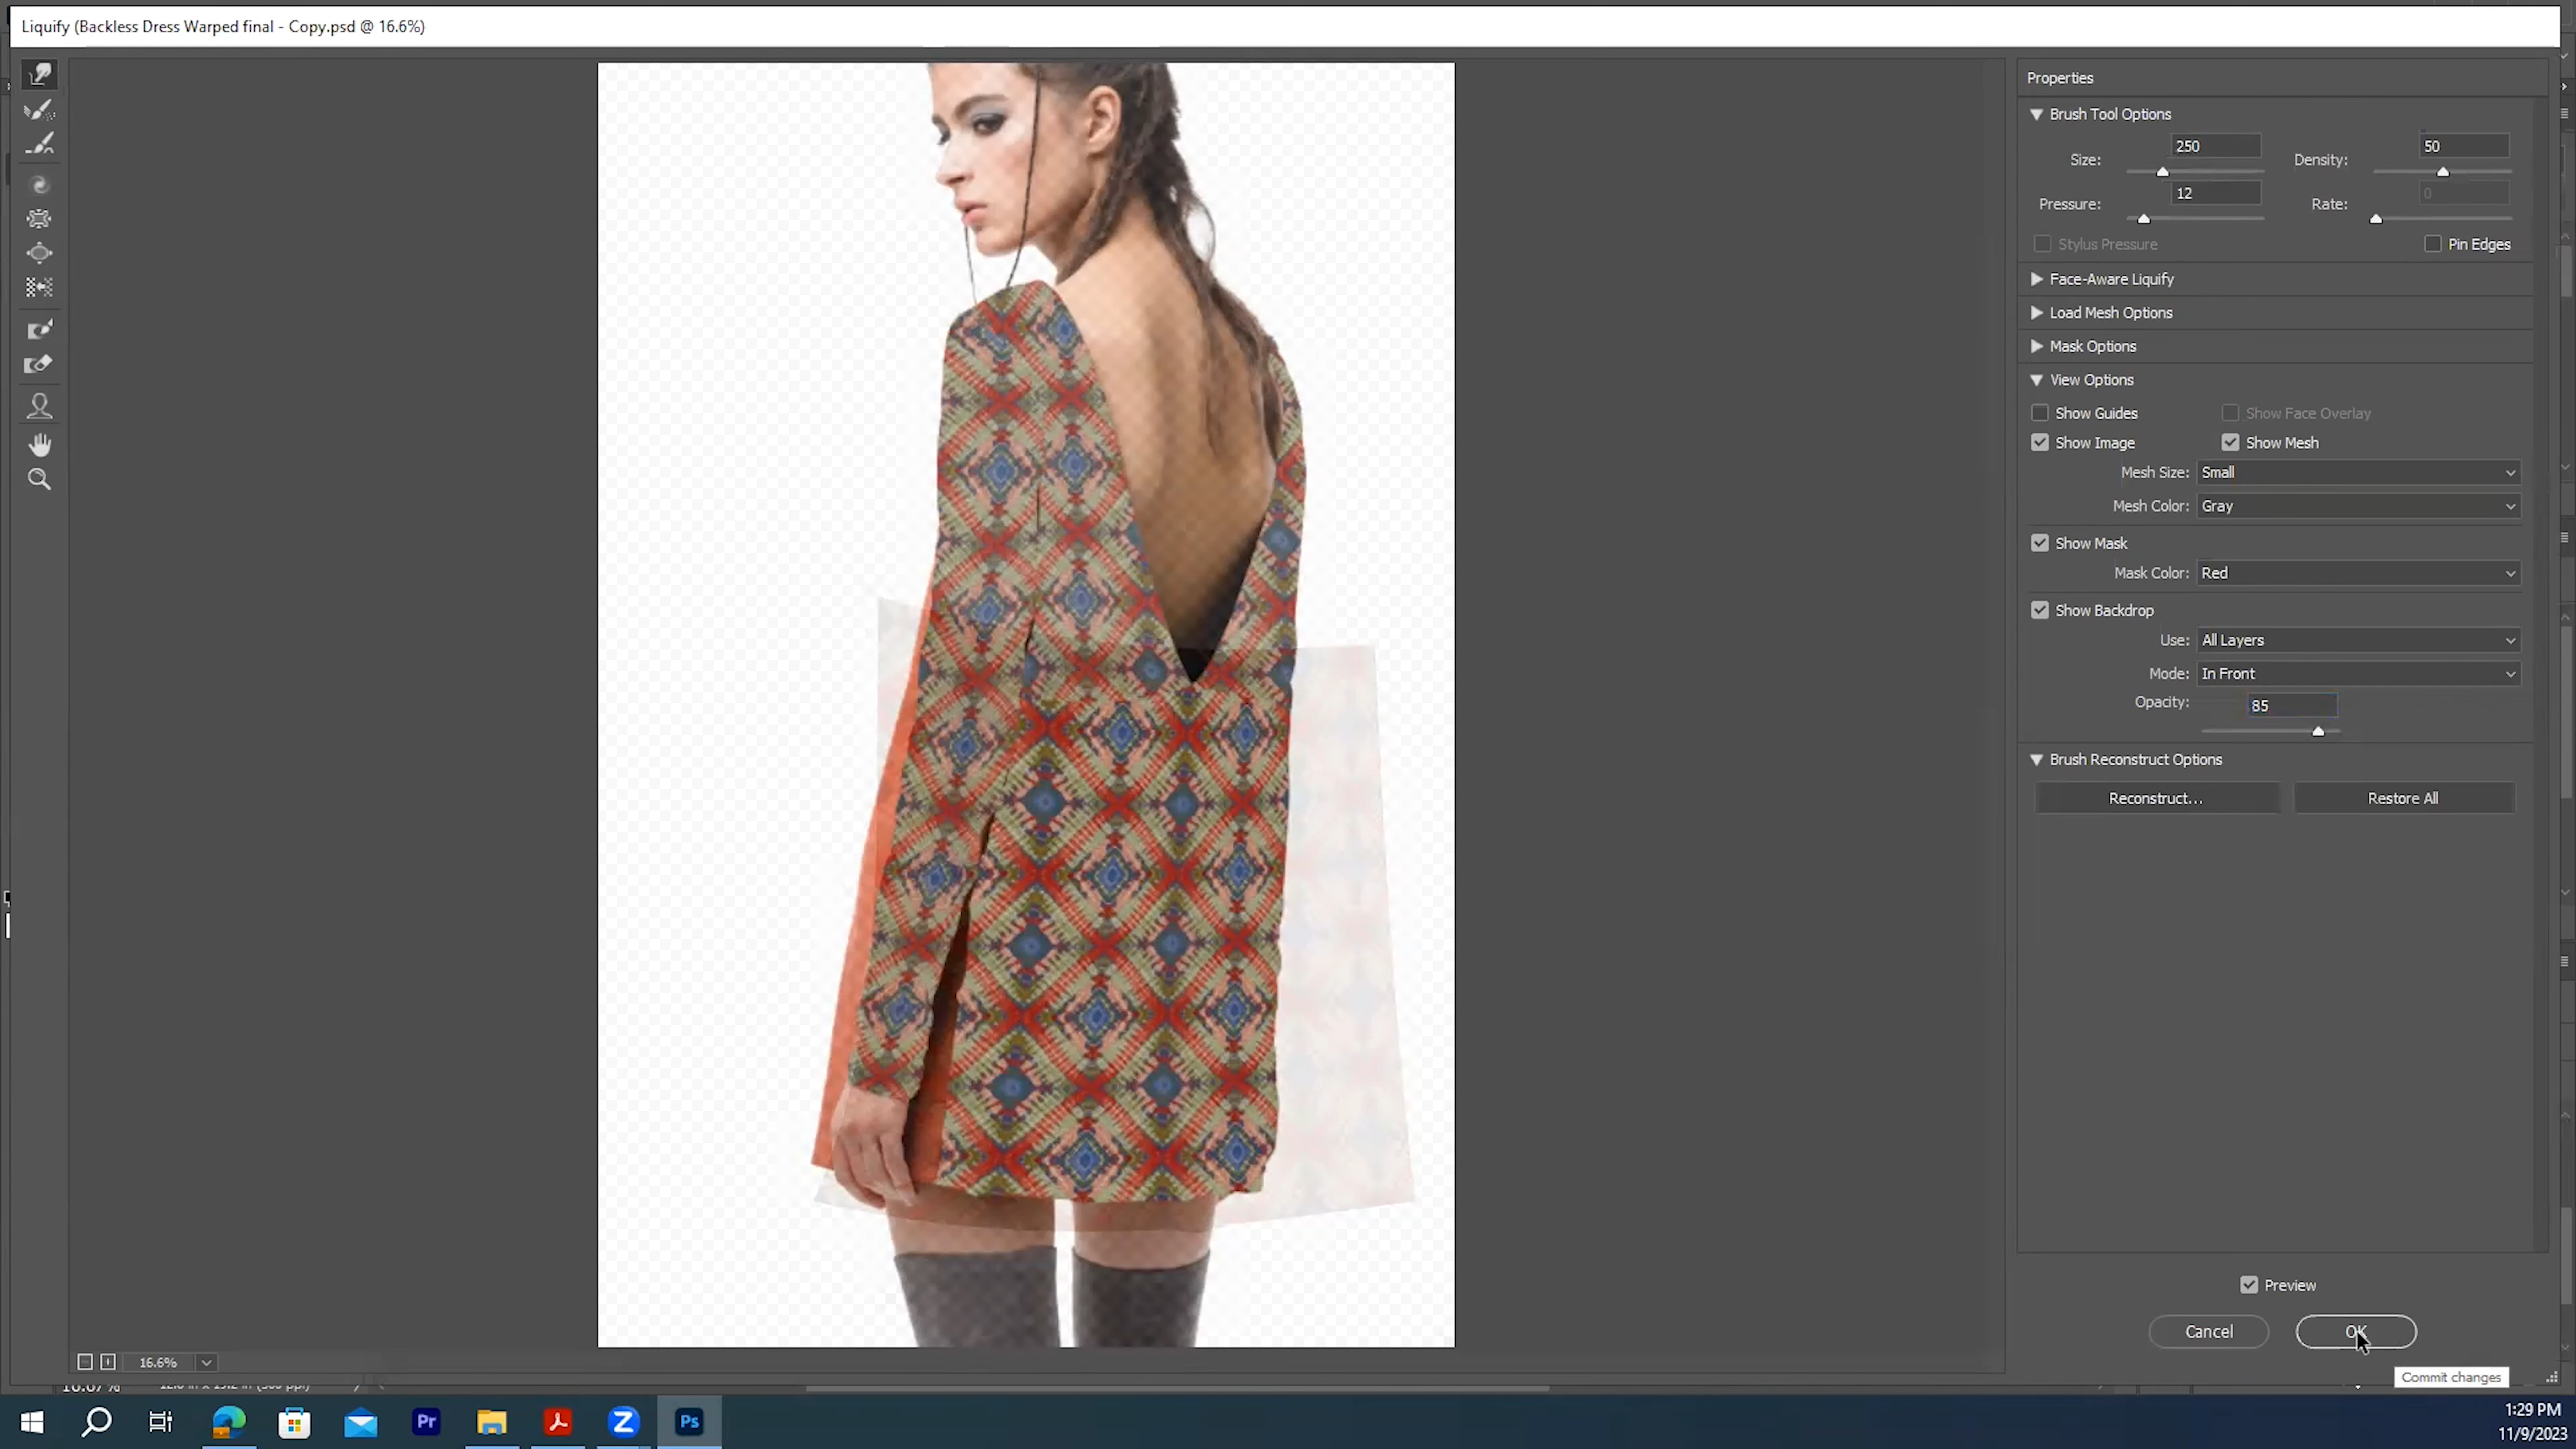 Liquify (Backless Dress Warped final - Copy.psd @ 16.6%)
Properties
Brush Tool Options
Size: 250 Density: 50
Pressure: 12 Rate: 0
Stylus Pressure Pin Edges
Face-Aware Liquify
Load Mesh Options
Mask Options
View Options
Show Guides Show Face Overlay
Show Image Show Mesh
Mesh Size: Small
Mesh Color: Gray
Show Mask
Mask Color: Red
Show Backdrop
Use: All Layers
Mode: In Front
Opacity: 85
Brush Reconstruct Options
Reconstruct... Restore All
Preview
Cancel OK
16.6%
Commit changes
Pr
Z
Ps
1:29 PM
11/9/2023